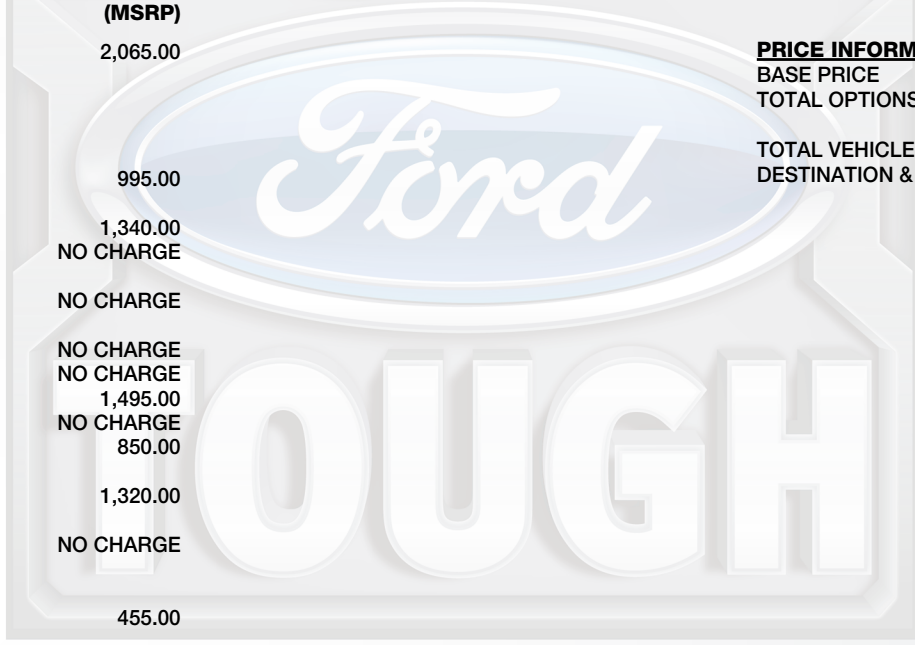 (MSRP)
2,065.00
995.00
1,340.00
NO CHARGE
NO CHARGE
NO CHARGE
NO CHARGE
1,495.00
NO CHARGE
850.00
1,320.00
NO CHARGE
455.00
PRICE INFORM
BASE PRICE
TOTAL OPTIONS
TOTAL VEHICLE
DESTINATION &
Ford
TOUGH